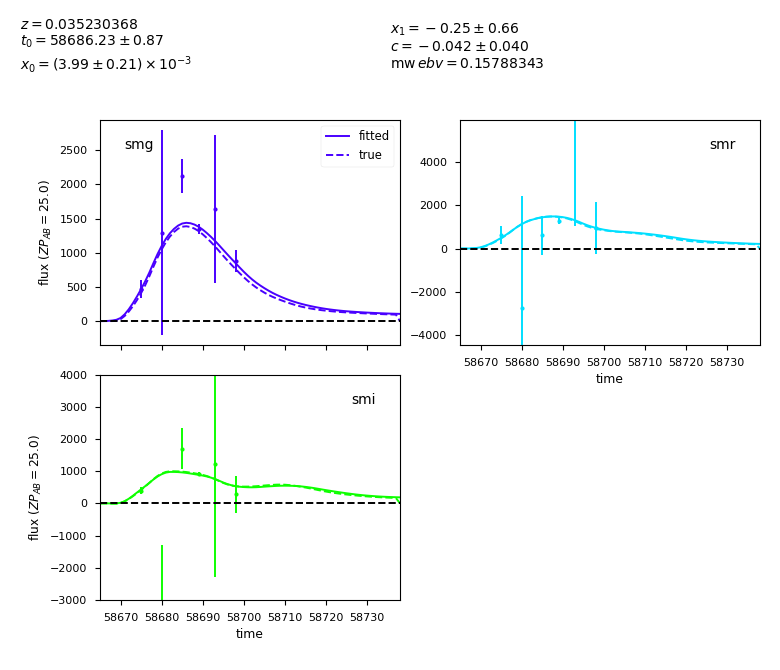 z = 0.035230368
t₀ = 58686.23 ± 0.87
x₀ = (3.99 ± 0.21) × 10⁻³
x₁ = −0.25 ± 0.66
c = −0.042 ± 0.040
mw ebv = 0.15788343
smg
fitted
true
2500
2000
1500
1000
500
0
flux (ZP_AB = 25.0)
smr
4000
2000
0
−2000
−4000
58670 58680 58690 58700 58710 58720 58730
time
smi
4000
3000
2000
1000
0
−1000
−2000
−3000
flux (ZP_AB = 25.0)
58670 58680 58690 58700 58710 58720 58730
time